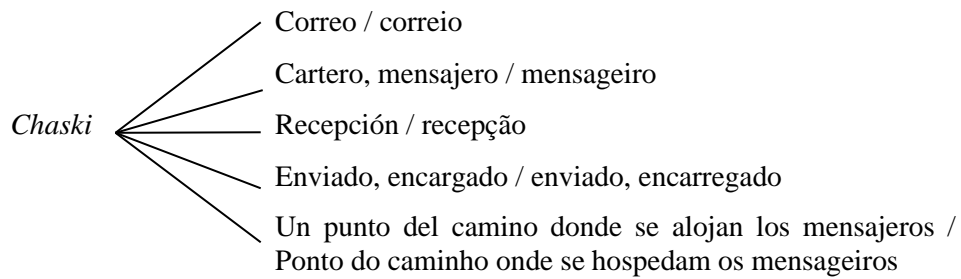 Correo / correio
Cartero, mensajero / mensageiro
Chaski
Recepción / recepção
Enviado, encargado / enviado, encarregado
Un punto del camino donde se alojan los mensajeros /
Ponto do caminho onde se hospedam os mensageiros